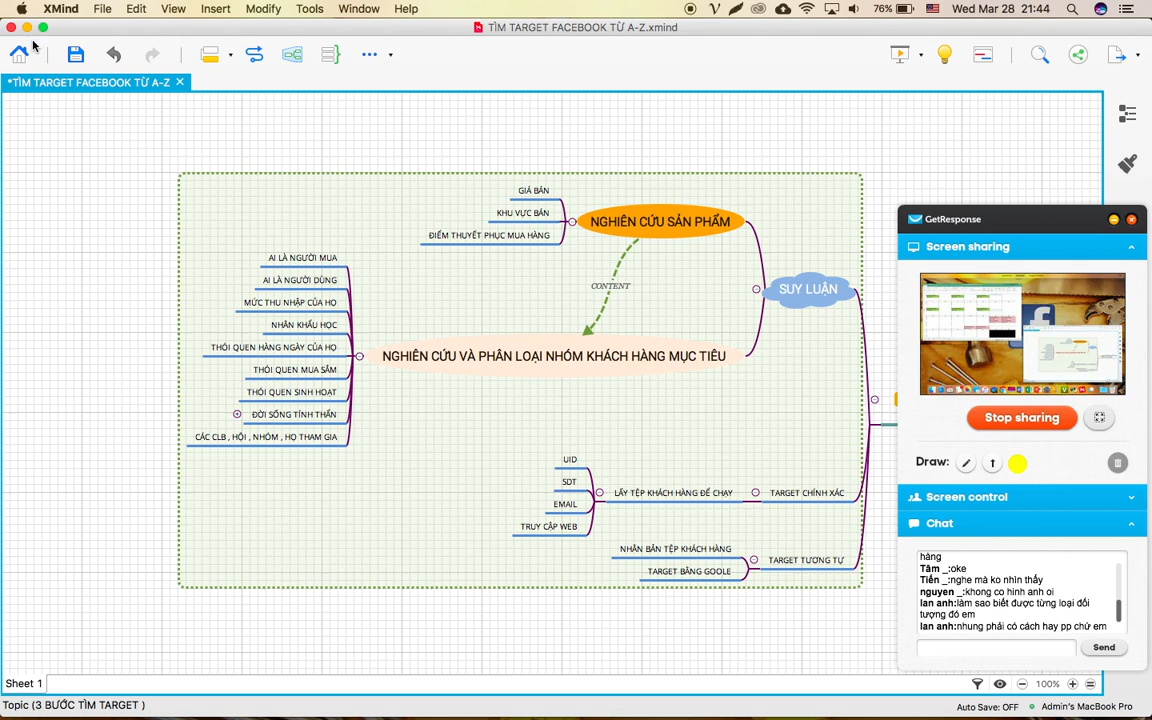 XMind File Edit View Insert Modify Tools Window Help 76% Wed Mar 28 21:44
TÌM TARGET FACEBOOK TỪ A-Z.xmind
*TÌM TARGET FACEBOOK TỪ A-Z
GIÁ BÁN
KHU VỰC BÁN
ĐIỂM THUYẾT PHỤC MUA HÀNG
NGHIÊN CỨU SẢN PHẨM
CONTENT
SUY LUẬN
AI LÀ NGƯỜI MUA
AI LÀ NGƯỜI DÙNG
MỨC THU NHẬP CỦA HỌ
NHÂN KHẨU HỌC
THÓI QUEN HÀNG NGÀY CỦA HỌ
THÓI QUEN MUA SẮM
THÓI QUEN SINH HOẠT
ĐỜI SỐNG TÍNH THẦN
CÁC CLB , HỘI , NHÓM , HỌ THAM GIA
NGHIÊN CỨU VÀ PHÂN LOẠI NHÓM KHÁCH HÀNG MỤC TIÊU
UID
SDT
EMAIL
TRUY CẬP WEB
LẤY TỆP KHÁCH HÀNG ĐỂ CHẠY
TARGET CHÍNH XÁC
NHÂN BẢN TỆP KHÁCH HÀNG
TARGET BẰNG GOOLE
TARGET TƯƠNG TỰ
GetResponse
Screen sharing
Stop sharing
Draw:
Screen control
Chat
hàng
Tâm _:oke
Tiến _:nghe mà ko nhìn thấy
nguyen _:khong co hinh anh oi
lan anh:làm sao biết được từng loại đối
tượng đó em
lan anh:nhung phải có cách hay pp chứ em
Send
Sheet 1
100%
Topic (3 BƯỚC TÌM TARGET )
Auto Save: OFF
Admin's MacBook Pro